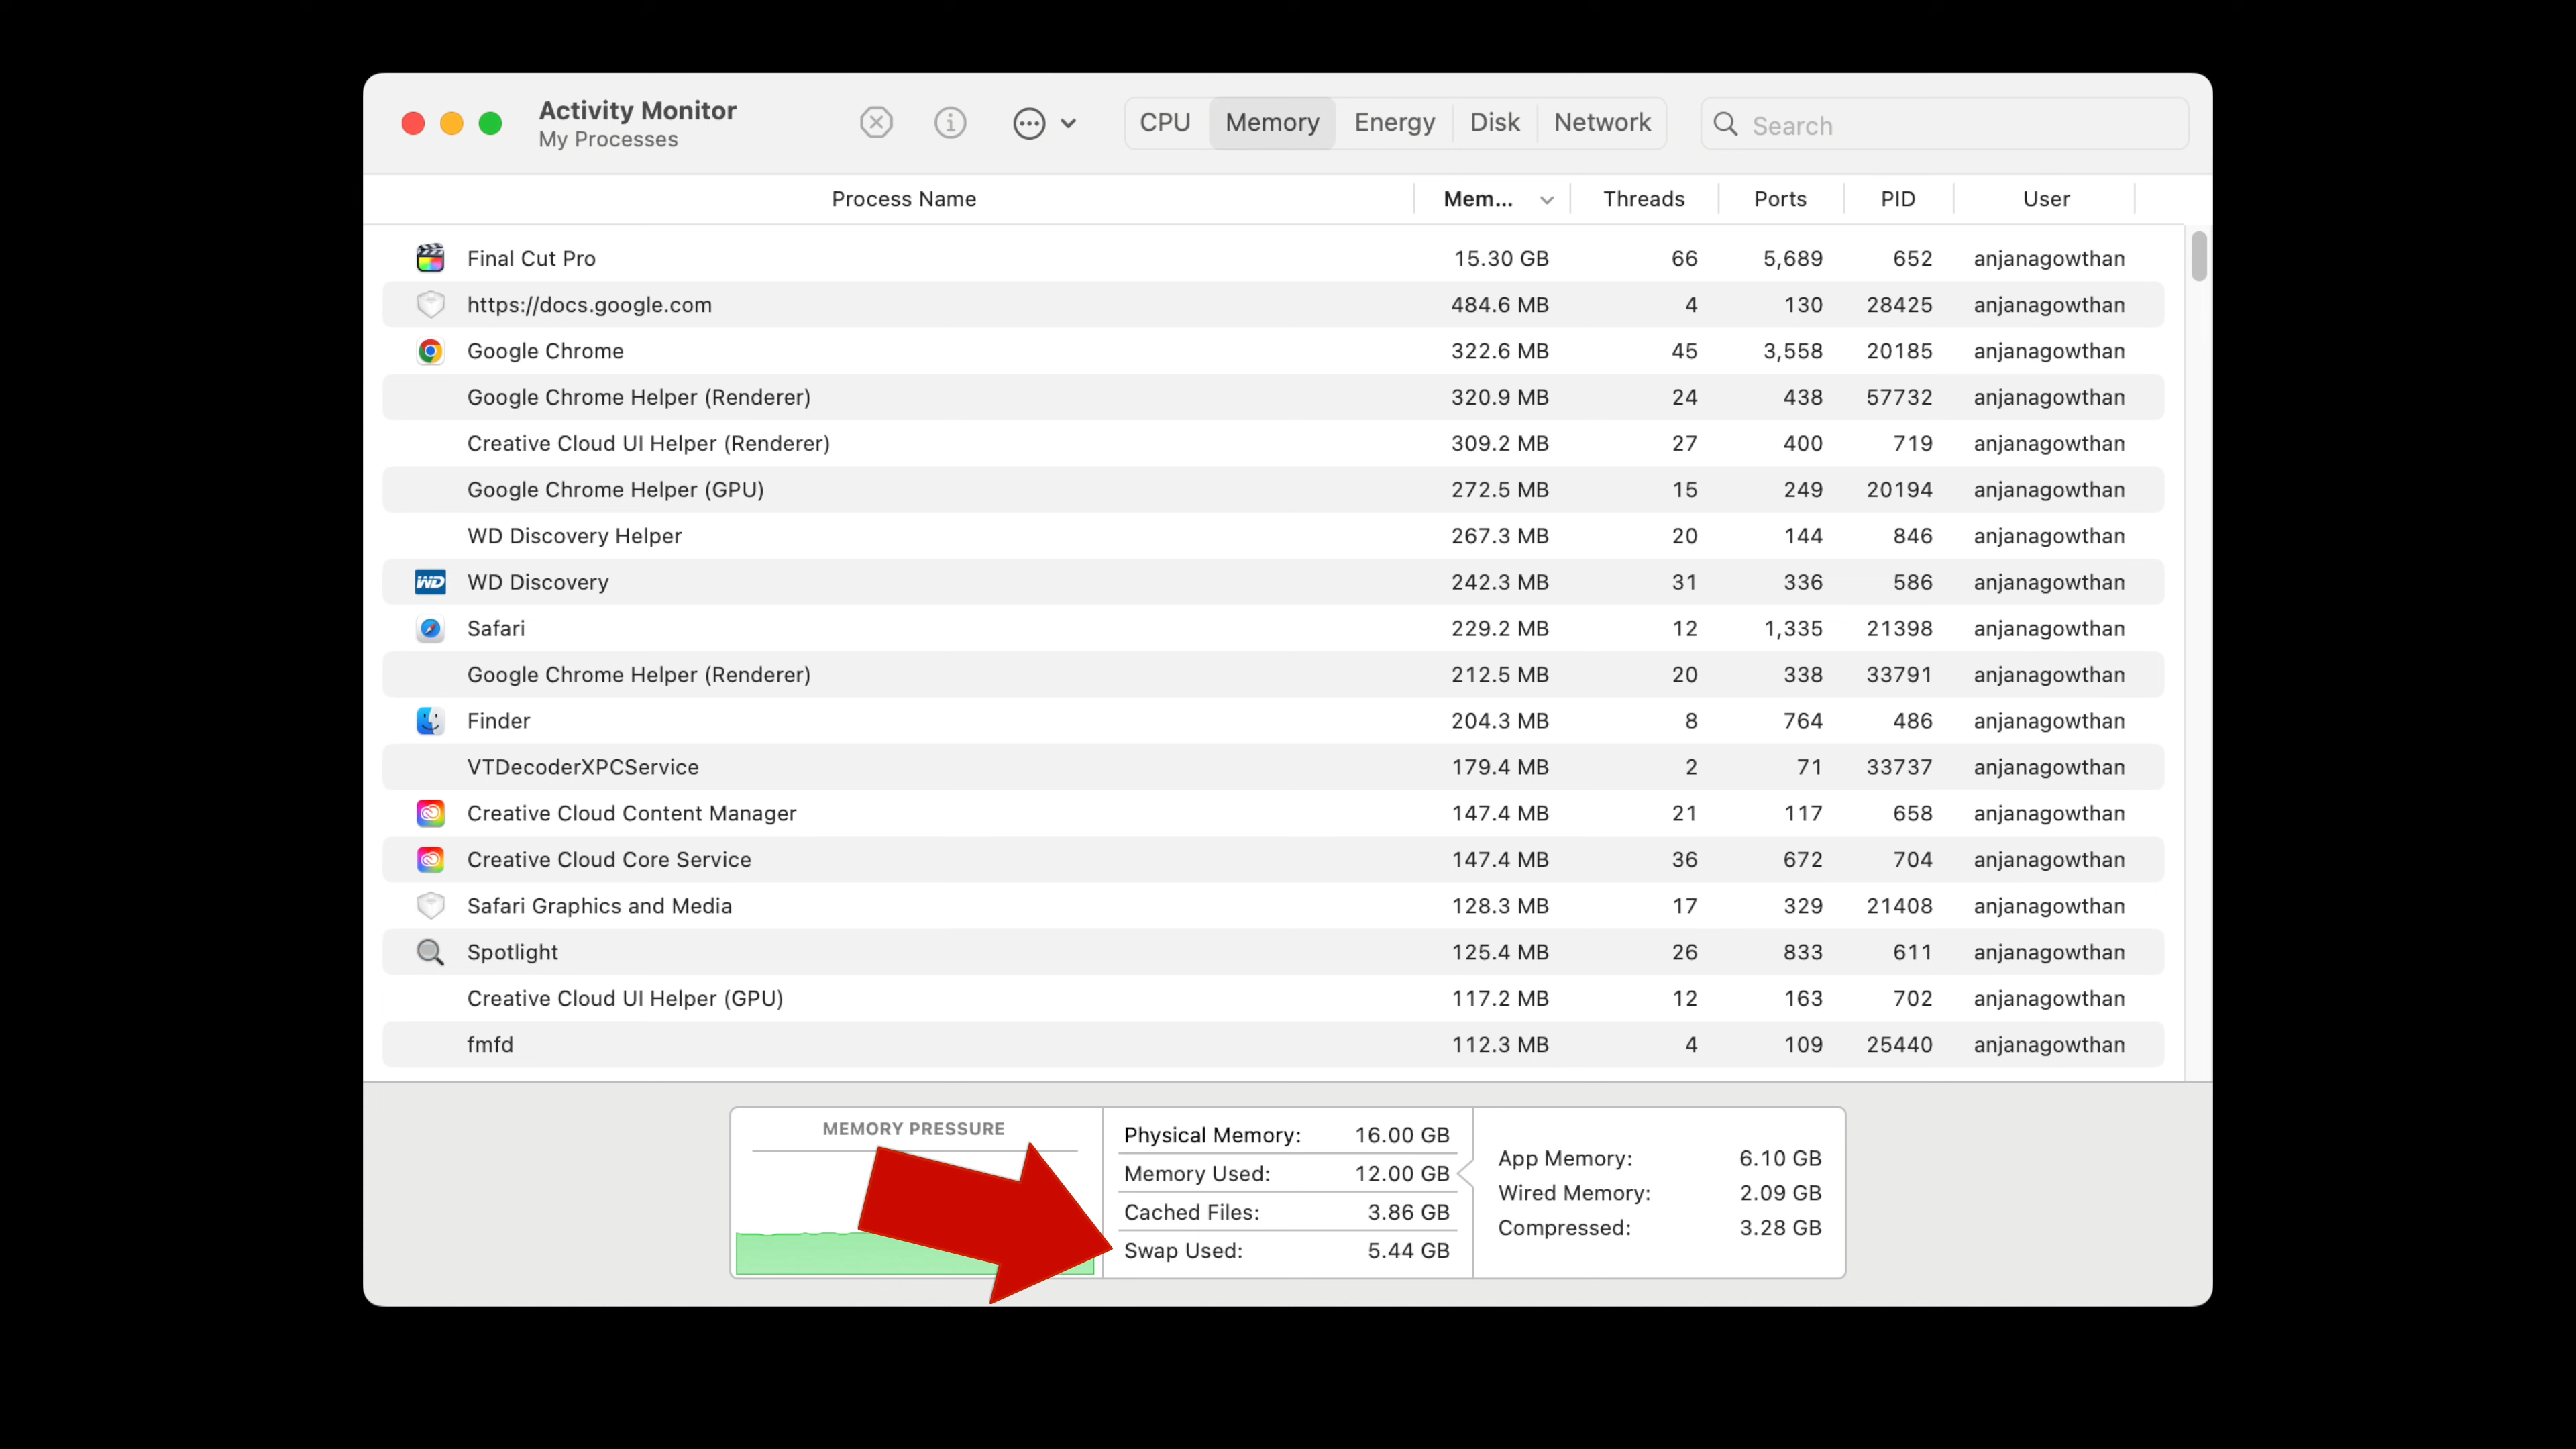 Activity Monitor
My Processes
CPU Memory Energy Disk Network Search
Process Name Mem... Threads Ports PID User
Final Cut Pro 15.30 GB 66 5,689 652 anjanagowthan
https://docs.google.com 484.6 MB 4 130 28425 anjanagowthan
Google Chrome 322.6 MB 45 3,558 20185 anjanagowthan
Google Chrome Helper (Renderer) 320.9 MB 24 438 57732 anjanagowthan
Creative Cloud UI Helper (Renderer) 309.2 MB 27 400 719 anjanagowthan
Google Chrome Helper (GPU) 272.5 MB 15 249 20194 anjanagowthan
WD Discovery Helper 267.3 MB 20 144 846 anjanagowthan
WD WD Discovery 242.3 MB 31 336 586 anjanagowthan
Safari 229.2 MB 12 1,335 21398 anjanagowthan
Google Chrome Helper (Renderer) 212.5 MB 20 338 33791 anjanagowthan
Finder 204.3 MB 8 764 486 anjanagowthan
VTDecoderXPCService 179.4 MB 2 71 33737 anjanagowthan
Creative Cloud Content Manager 147.4 MB 21 117 658 anjanagowthan
Creative Cloud Core Service 147.4 MB 36 672 704 anjanagowthan
Safari Graphics and Media 128.3 MB 17 329 21408 anjanagowthan
Spotlight 125.4 MB 26 833 611 anjanagowthan
Creative Cloud UI Helper (GPU) 117.2 MB 12 163 702 anjanagowthan
fmfd 112.3 MB 4 109 25440 anjanagowthan
MEMORY PRESSURE
Physical Memory: 16.00 GB
Memory Used: 12.00 GB
Cached Files: 3.86 GB
Swap Used: 5.44 GB
App Memory: 6.10 GB
Wired Memory: 2.09 GB
Compressed: 3.28 GB